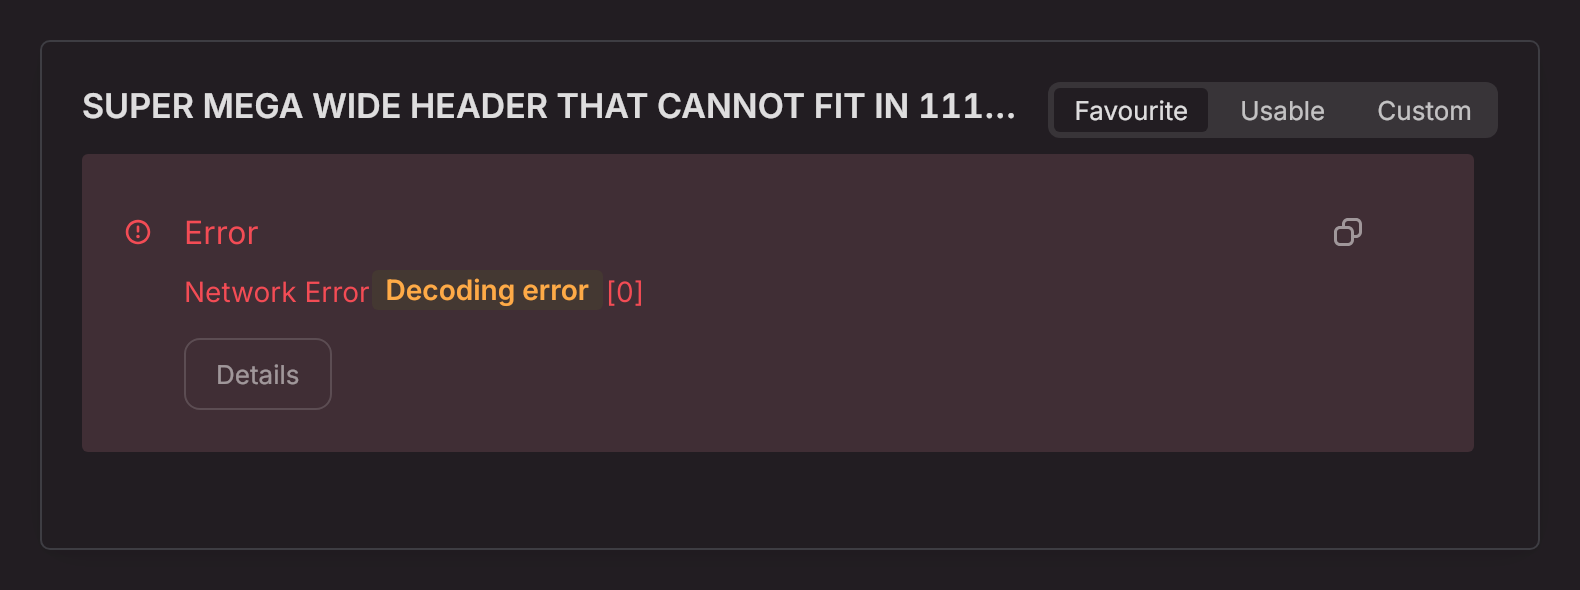 SUPER MEGA WIDE HEADER THAT CANNOT FIT IN 111...
Favourite Usable Custom
Error
Network Error Decoding error [0]
Details